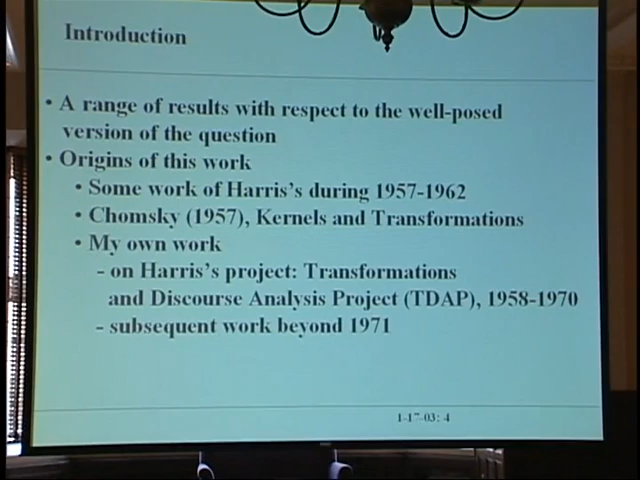 Introduction
• A range of results with respect to the well-posed
version of the question
• Origins of this work
• Some work of Harris's during 1957-1962
• Chomsky (1957), Kernels and Transformations
• My own work
- on Harris's project: Transformations
and Discourse Analysis Project (TDAP), 1958-1970
- subsequent work beyond 1971
1-17-03: 4